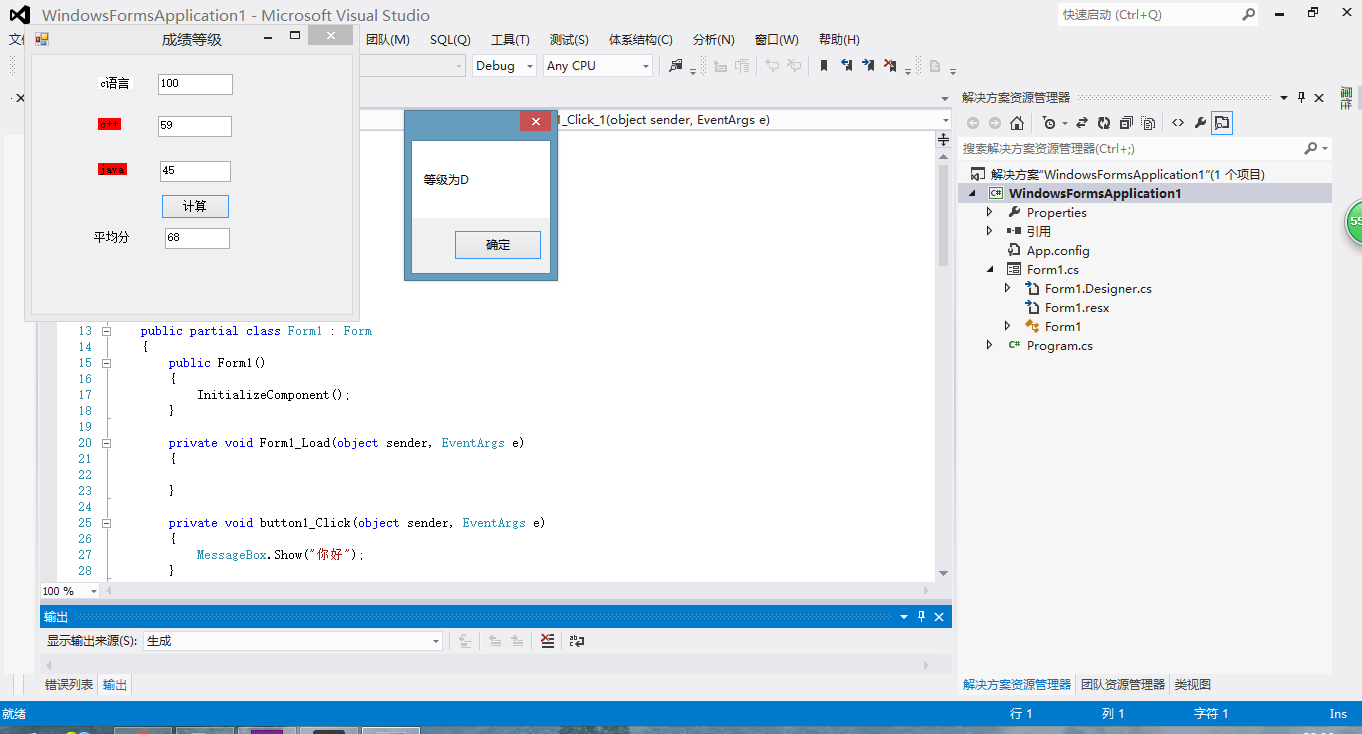 WindowsFormsApplication1 - Microsoft Visual Studio
快速启动 (Ctrl+Q)
团队(M) SQL(Q) 工具(T) 测试(S) 体系结构(C) 分析(N) 窗口(W) 帮助(H)
成绩等级
Debug Any CPU
c语言 100
c++ 59
java 45
计算
平均分 68
等级为D
确定
1_Click_1(object sender, EventArgs e)
13 public partial class Form1 : Form
14 {
15 public Form1()
16 {
17 InitializeComponent();
18 }
19
20 private void Form1_Load(object sender, EventArgs e)
21 {
22
23 }
24
25 private void button1_Click(object sender, EventArgs e)
26 {
27 MessageBox.Show("你好");
28 }
100 %
输出
显示输出来源(S): 生成
错误列表 输出
解决方案资源管理器
搜索解决方案资源管理器(Ctrl+;)
解决方案"WindowsFormsApplication1"(1 个项目)
C# WindowsFormsApplication1
Properties
引用
App.config
Form1.cs
Form1.Designer.cs
Form1.resx
Form1
C# Program.cs
解决方案资源管理器 团队资源管理器 类视图
属性
55
就绪 行 1 列 1 字符 1 Ins